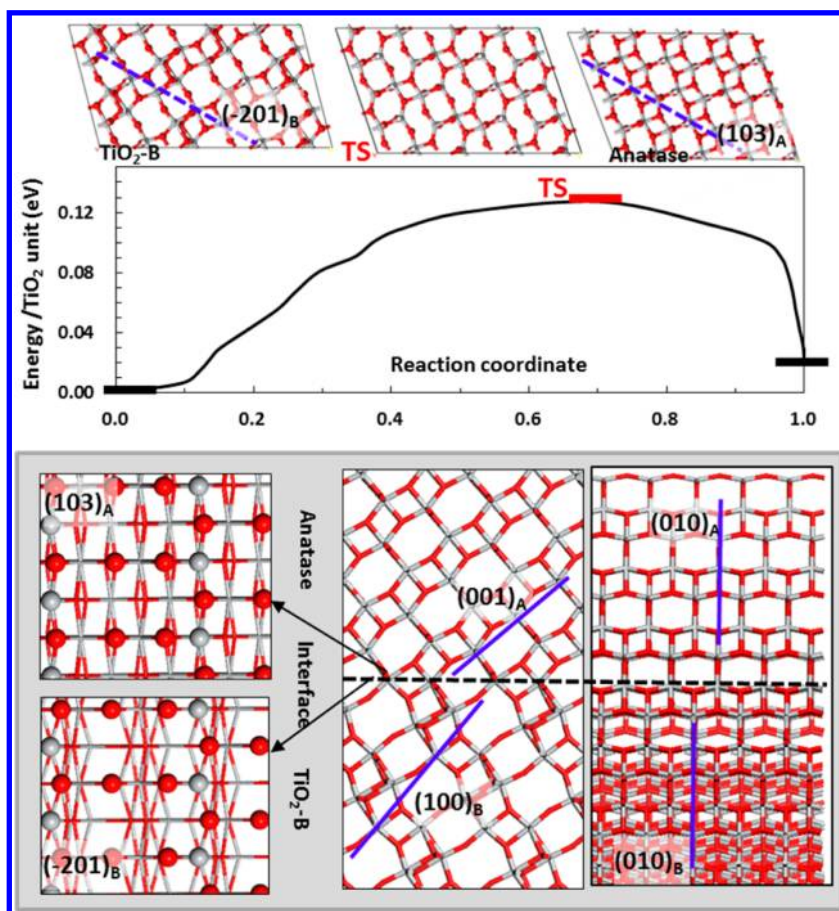 (-201)B
(103)A
TiO2-B
TS
Anatase
Energy /TiO2 unit (eV)
0.12
0.08
0.04
0.00
TS
Reaction coordinate
0.0 0.2 0.4 0.6 0.8 1.0
(103)A
Anatase
Interface
TiO2-B
(-201)B
(001)A
(100)B
(010)A
(010)B